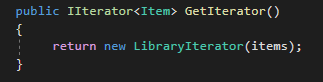 public IIterator<Item> GetIterator()
{
    return new LibraryIterator(items);
}